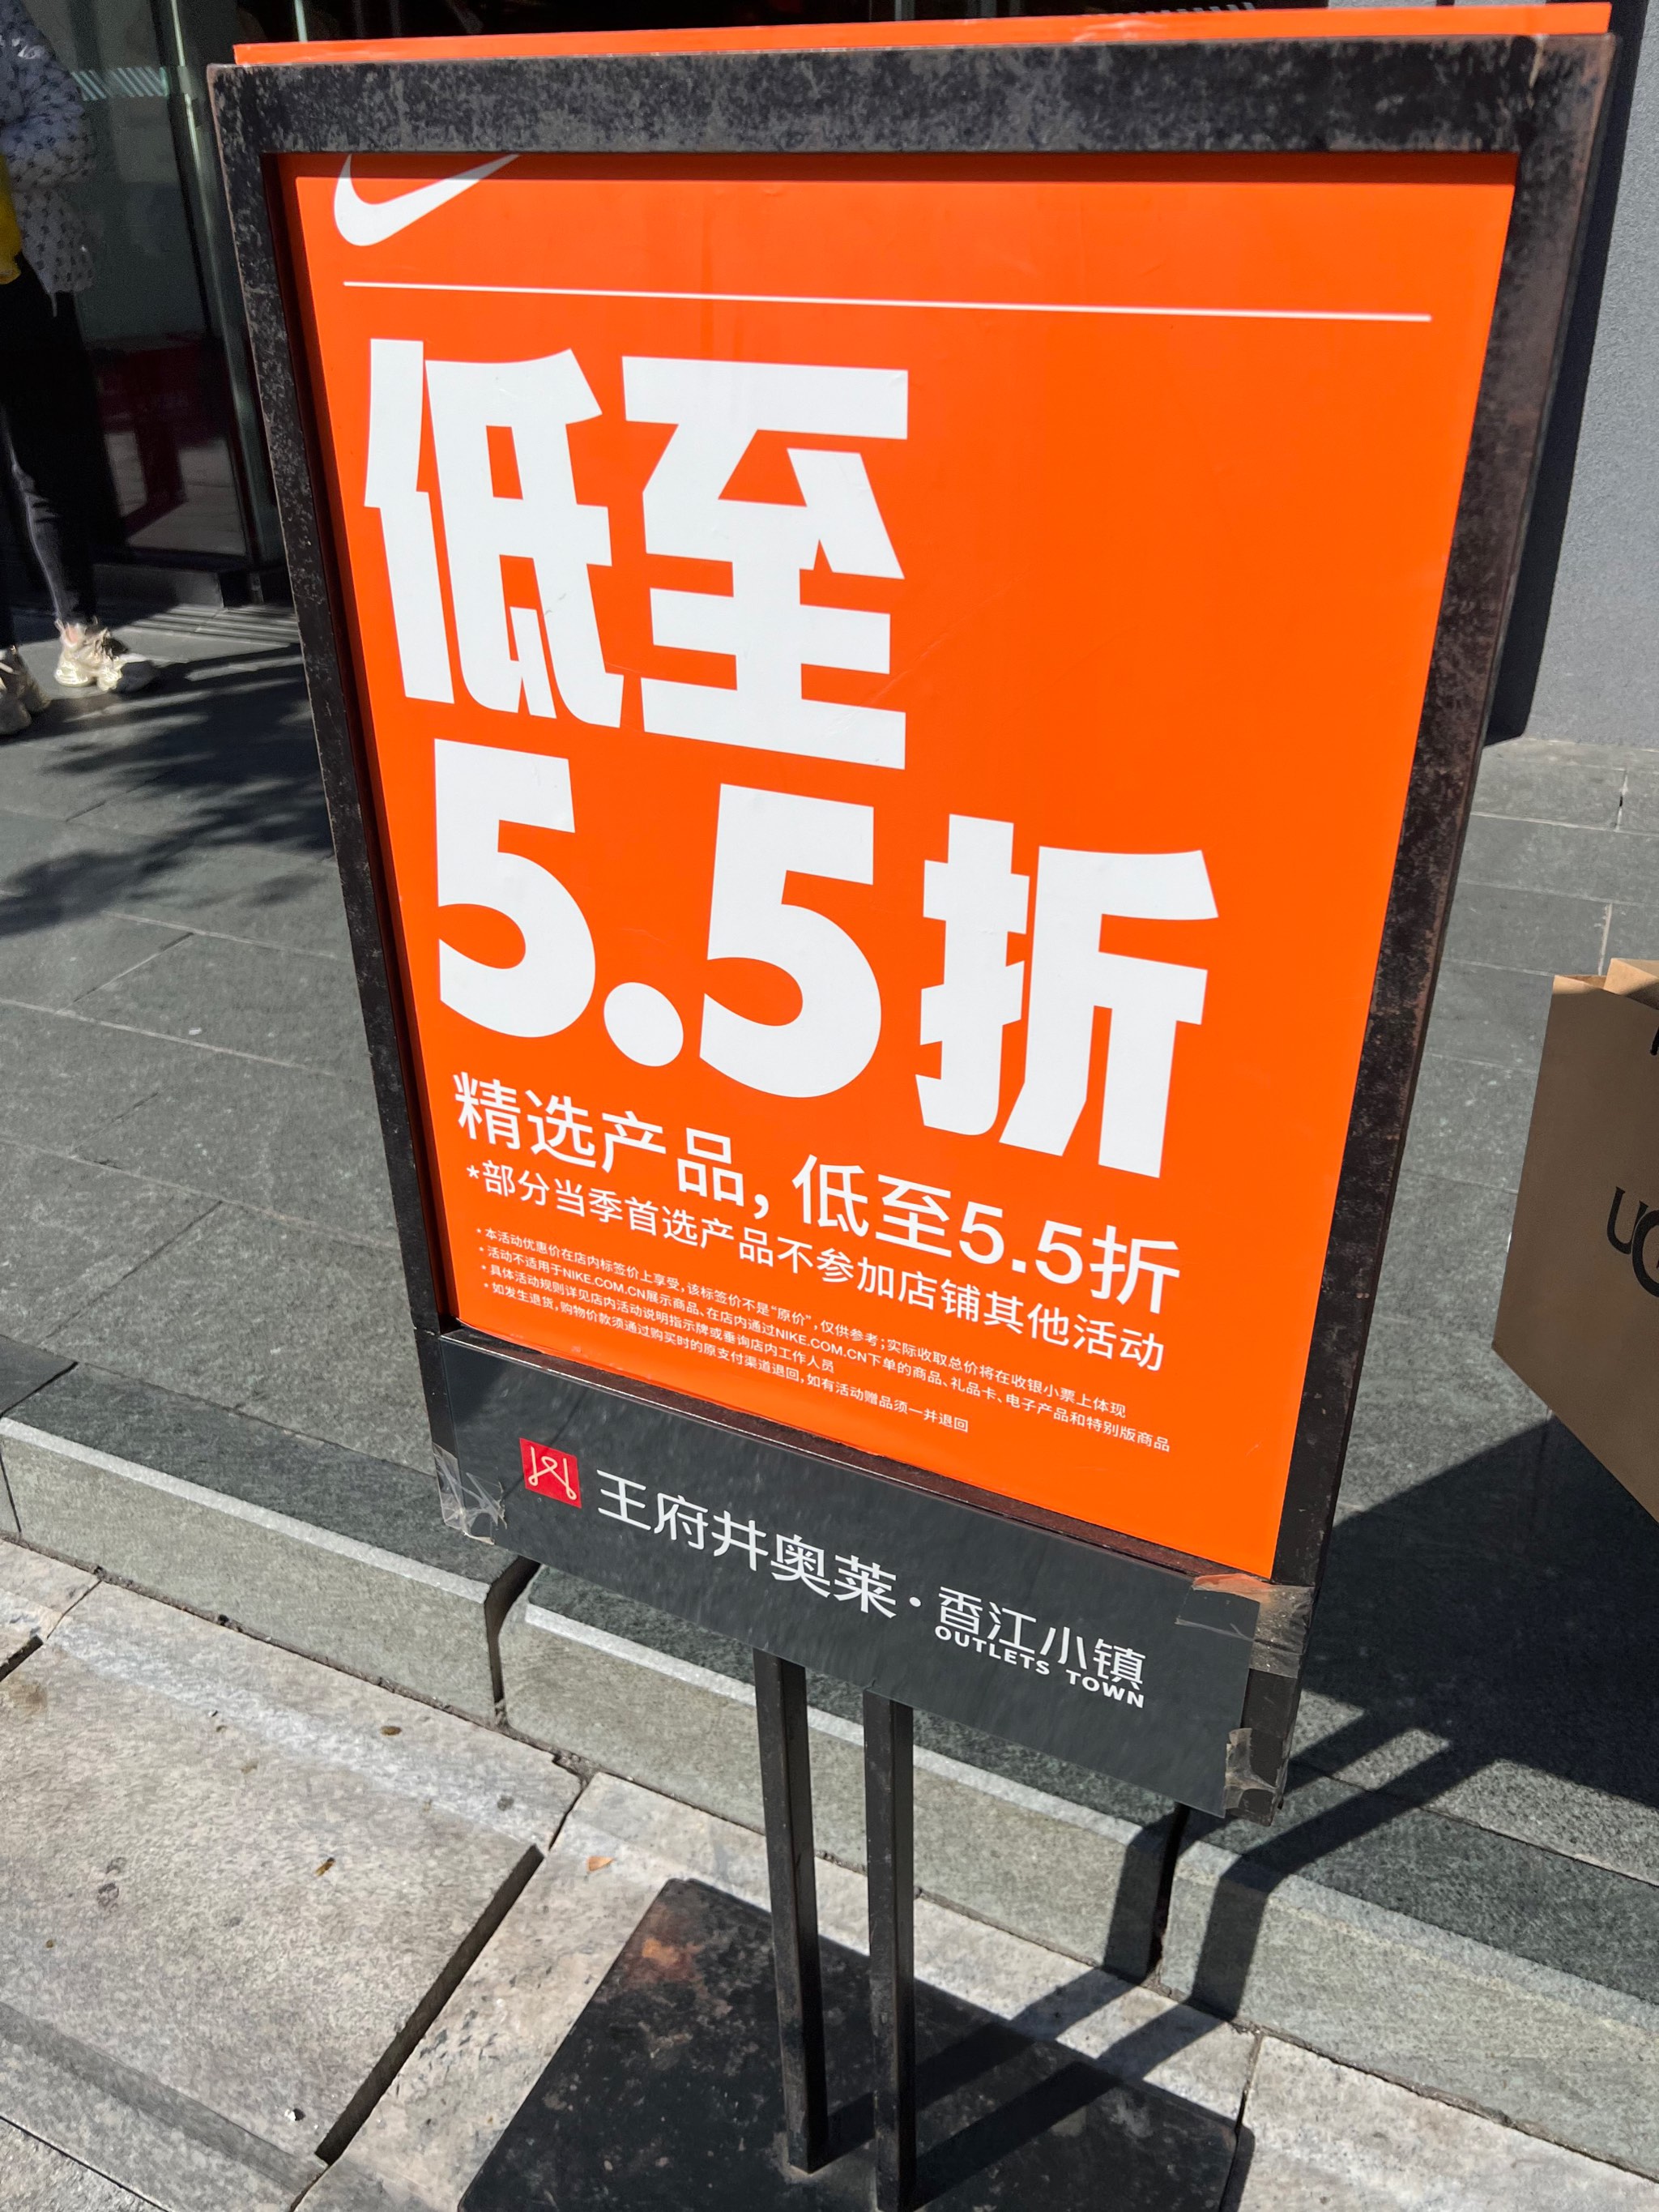 低至
5.5折
精选产品，低至5.5折
*部分当季首选产品不参加店铺其他活动
• 本活动优惠价在店内标签价上享受，该标签价不是“原价”，仅供参考；实际收取总价将在收银小票上体现
• 活动不适用于NIKE.COM.CN展示商品、在店内通过NIKE.COM.CN下单的商品、礼品卡、电子产品和特别版商品
• 具体活动规则详见店内活动说明指示牌或垂询店内工作人员
• 如发生退货，购物价款须通过购买时的原支付渠道退回，如有活动赠品须一并退回
王府井奥莱·香江小镇
OUTLETS TOWN